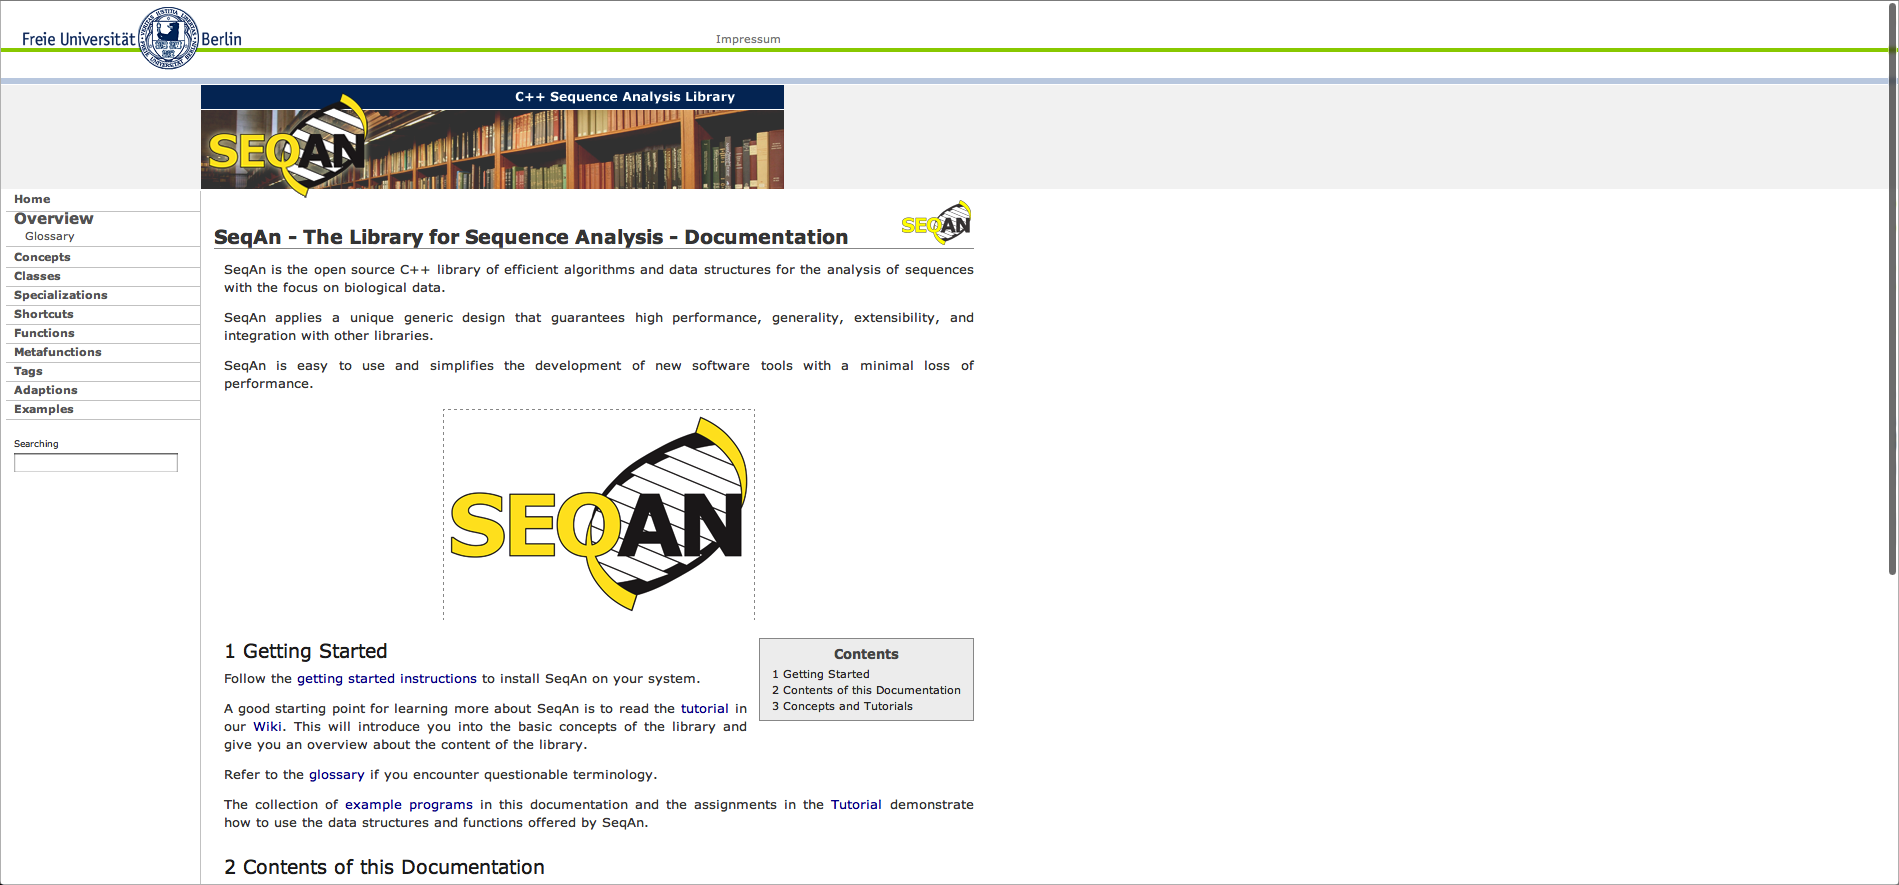 Freie Universität Berlin
Impressum
C++ Sequence Analysis Library
SEQAN
Home
Overview
Glossary
Concepts
Classes
Specializations
Shortcuts
Functions
Metafunctions
Tags
Adaptions
Examples
Searching
SEQAN
SeqAn - The Library for Sequence Analysis - Documentation
SeqAn is the open source C++ library of efficient algorithms and data structures for the analysis of sequences
with the focus on biological data.
SeqAn applies a unique generic design that guarantees high performance, generality, extensibility, and
integration with other libraries.
SeqAn is easy to use and simplifies the development of new software tools with a minimal loss of
performance.
SEQAN
1 Getting Started
Follow the getting started instructions to install SeqAn on your system.
A good starting point for learning more about SeqAn is to read the tutorial in
our Wiki. This will introduce you into the basic concepts of the library and
give you an overview about the content of the library.
Refer to the glossary if you encounter questionable terminology.
The collection of example programs in this documentation and the assignments in the Tutorial demonstrate
how to use the data structures and functions offered by SeqAn.
Contents
1 Getting Started
2 Contents of this Documentation
3 Concepts and Tutorials
2 Contents of this Documentation